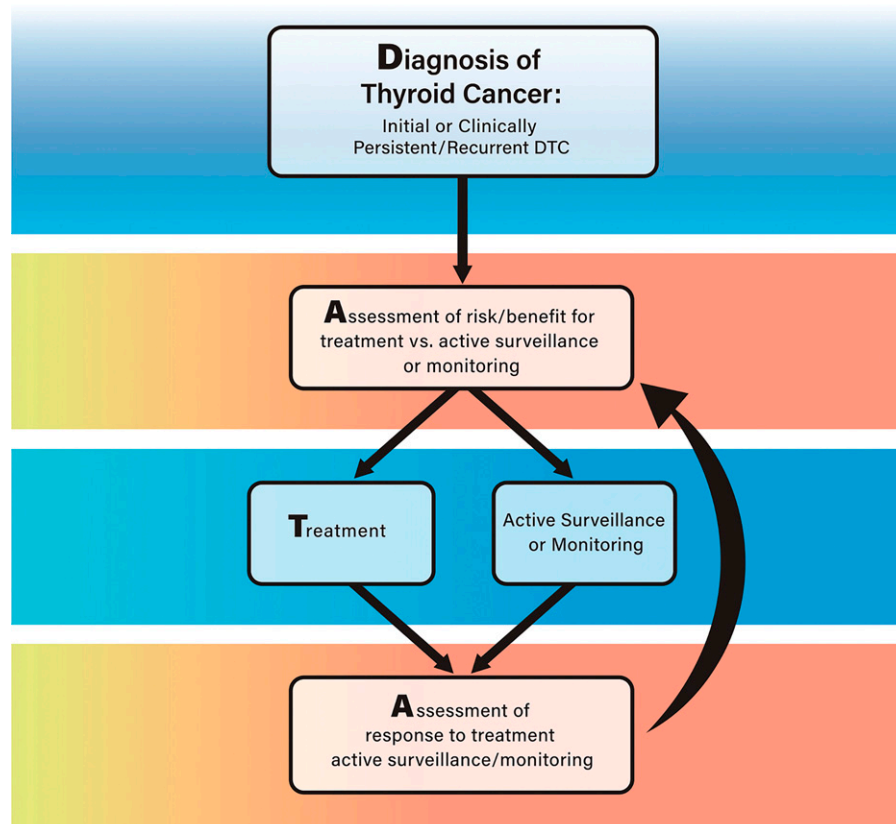 Diagnosis of
Thyroid Cancer:
Initial or Clinically
Persistent/Recurrent DTC
Assessment of risk/benefit for
treatment vs. active surveillance
or monitoring
Treatment
Active Surveillance
or Monitoring
Assessment of
response to treatment
active surveillance/monitoring